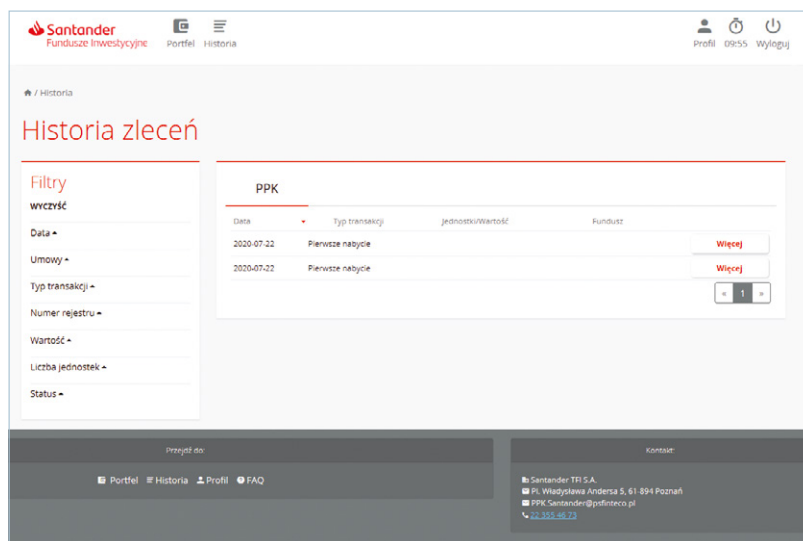 Santander
Fundusze Inwestycyjne
Portfel Historia
Profil 09:55 Wyloguj
/ Historia
Historia zleceń
Filtry
WYCZYŚĆ
Data
Umowy
Typ transakcji
Numer rejestru
Wartość
Liczba jednostek
Status
PPK
Data Typ transakcji Jednostki/Wartość Fundusz
2020-07-22 Pierwsze nabycie Więcej
2020-07-22 Pierwsze nabycie Więcej
« 1 »
Przejdź do:
Portfel Historia Profil FAQ
Kontakt:
Santander TFI S.A.
Pl. Władysława Andersa 5, 61-894 Poznań
PPK.Santander@psfinteco.pl
22 355 46 73